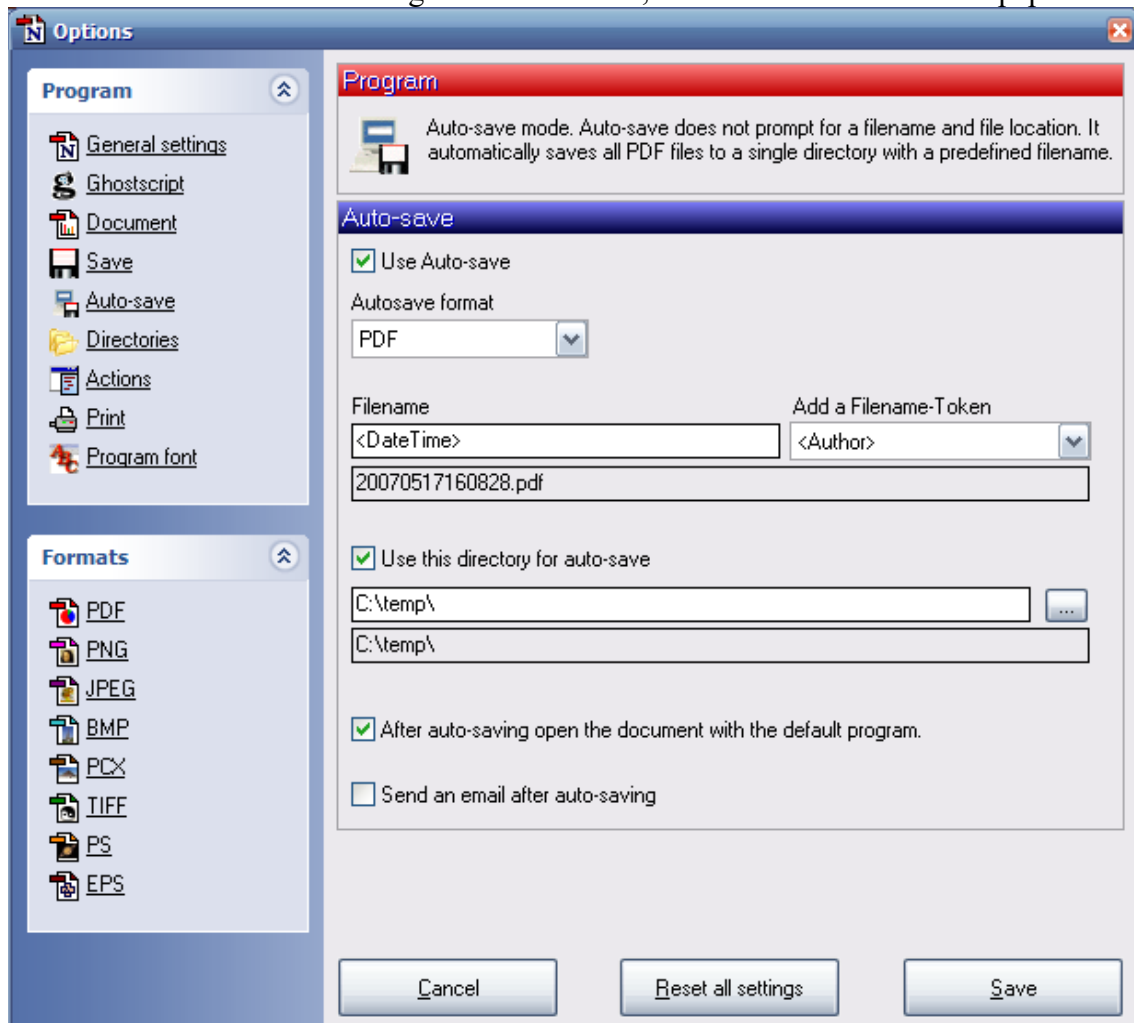 Options
Program
General settings
Ghostscript
Document
Save
Auto-save
Directories
Actions
Print
Program font
Formats
PDF
PNG
JPEG
BMP
PCX
TIFF
PS
EPS
Program
Auto-save mode. Auto-save does not prompt for a filename and file location. It
automatically saves all PDF files to a single directory with a predefined filename.
Auto-save
Use Auto-save
Autosave format
PDF
Filename
Add a Filename-Token
<DateTime>
<Author>
20070517160828.pdf
Use this directory for auto-save
C:\temp\
...
C:\temp\
After auto-saving open the document with the default program.
Send an email after auto-saving
Cancel
Reset all settings
Save